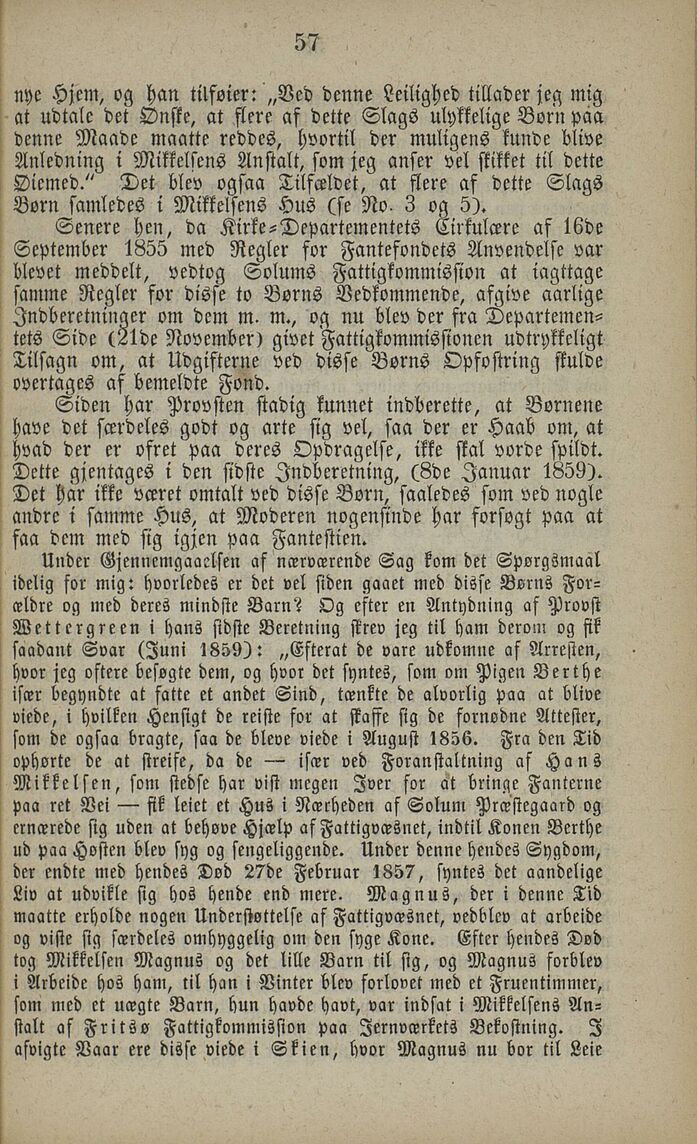 57
nye Hjem, og han tilføier: „Ved denne Leilighed tillader jeg mig
at udtale det Ønske, at flere af dette Slags ulykkelige Børn paa
denne Maade maatte reddes, hvortil der muligens kunde blive
Anledning i Mikkelsens Anstalt, som jeg anser vel skikket til dette
Øiemed.“ Det blev ogsaa Tilfældet, at flere af dette Slags
Børn samledes i Mikkelsens Hus (se No. 3 og 5).
Senere hen, da Kirke-Departementets Cirkulære af 16de
September 1855 med Regler for Fantefondets Anvendelse var
blevet meddelt, vedtog Solums Fattigkommission at iagttage
samme Regler for disse to Børns Vedkommende, afgive aarlige
Indberetninger om dem m. m., og nu blev der fra Departemen-
tets Side (21de November) givet Fattigkommissionen udtrykkeligt
Tilsagn om, at Udgifterne ved disse Børns Opfostring skulde
overtages af bemeldte Fond.
Siden har Provsten stadig kunnet indberette, at Børnene
have det særdeles godt og arte sig vel, saa der er Haab om, at
hvad der er ofret paa deres Opdragelse, ikke skal vorde spildt.
Dette gjentages i den sidste Indberetning, (8de Januar 1859).
Det har ikke været omtalt ved disse Børn, saaledes som ved nogle
andre i samme Hus, at Moderen nogensinde har forsøgt paa at
faa dem med sig igjen paa Fantestien.
Under Gjennemgaaelsen af nærværende Sag kom det Spørgsmaal
idelig for mig: hvorledes er det vel siden gaaet med disse Børns For-
ældre og med deres mindste Barn? Og efter en Antydning af Provst
Wettergreen i hans sidste Beretning skrev jeg til ham derom og fik
saadant Svar (Juni 1859): „Efterat de vare udkomne af Arresten,
hvor jeg oftere besøgte dem, og hvor det syntes, som om Pigen Berthe
især begyndte at fatte et andet Sind, tænkte de alvorlig paa at blive
viede, i hvilken Hensigt de reiste for at skaffe sig de fornødne Attester,
som de ogsaa bragte, saa de bleve viede i August 1856. Fra den Tid
ophørte de at streife, da de — især ved Foranstaltning af Hans
Mikkelsen, som stedse har vist megen Iver for at bringe Fanterne
paa ret Vei — fik leiet et Hus i Nærheden af Solum Præstegaard og
ernærede sig uden at behøve Hjælp af Fattigvæsnet, indtil Konen Berthe
ud paa Høsten blev syg og sengeliggende. Under denne hendes Sygdom,
der endte med hendes Død 27de Februar 1857, syntes det aandelige
Liv at udvikle sig hos hende end mere. Magnus, der i denne Tid
maatte erholde nogen Understøttelse af Fattigvæsnet, vedblev at arbeide
og viste sig særdeles omhyggelig om den syge Kone. Efter hendes Død
tog Mikkelsen Magnus og det lille Barn til sig, og Magnus forblev
i Arbeide hos ham, til han i Vinter blev forlovet med et Fruentimmer,
som med et uægte Barn, hun havde havt, var indsat i Mikkelsens An-
stalt af Fritsø Fattigkommission paa Jernværkets Bekostning. I
afvigte Vaar ere disse viede i Skien, hvor Magnus nu bor til Leie